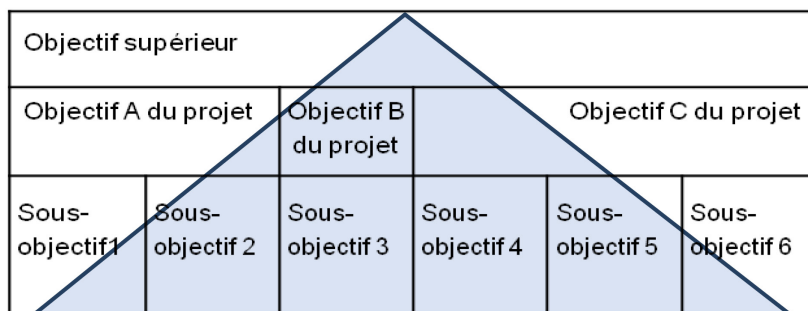 Objectif supérieur
Objectif A du projet
Objectif B
du projet
Objectif C du projet
Sous-
objectif1
Sous-
objectif 2
Sous-
objectif 3
Sous-
objectif 4
Sous-
objectif 5
Sous-
objectif 6